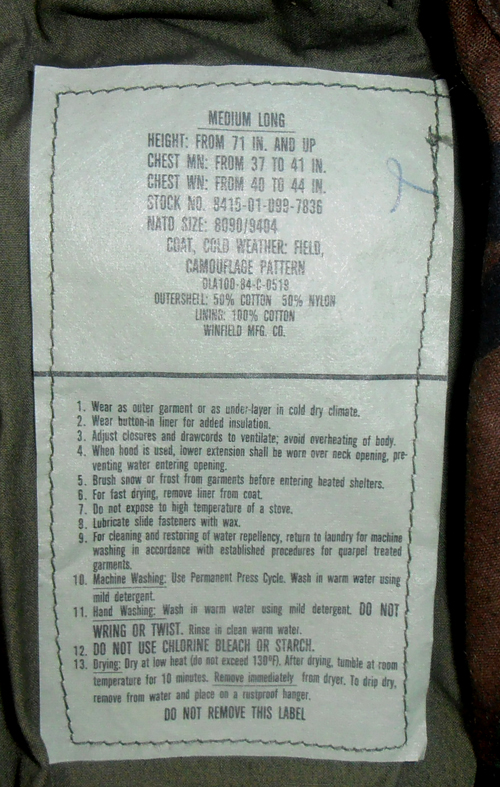 MEDIUM LONG
HEIGHT: FROM 71 IN. AND UP
CHEST MN: FROM 37 TO 41 IN.
CHEST WN: FROM 40 TO 44 IN.
STOCK NO. 8415-01-099-7836
NATO SIZE: 8090/9404
COAT, COLD WEATHER: FIELD,
CAMOUFLAGE PATTERN
DLA100-84-C-0519
OUTERSHELL: 50% COTTON 50% NYLON
LINING: 100% COTTON
WINFIELD MFG. CO.
1. Wear as outer garment or as under-layer in cold dry climate.
2. Wear button-in liner for added insulation.
3. Adjust closures and drawcords to ventilate; avoid overheating of body.
4. When hood is used, lower extension shall be worn over neck opening, pre-
venting water entering opening.
5. Brush snow or frost from garments before entering heated shelters.
6. For fast drying, remove liner from coat.
7. Do not expose to high temperature of a stove.
8. Lubricate slide fasteners with wax.
9. For cleaning and restoring of water repellency, return to laundry for machine
washing in accordance with established procedures for quarpel treated
garments.
10. Machine Washing: Use Permanent Press Cycle. Wash in warm water using
mild detergent.
11. Hand Washing: Wash in warm water using mild detergent. DO NOT
WRING OR TWIST. Rinse in clean warm water.
12. DO NOT USE CHLORINE BLEACH OR STARCH.
13. Drying: Dry at low heat (do not exceed 130°F). After drying, tumble at room
temperature for 10 minutes. Remove immediately from dryer. To drip dry,
remove from water and place on a rustproof hanger.
DO NOT REMOVE THIS LABEL